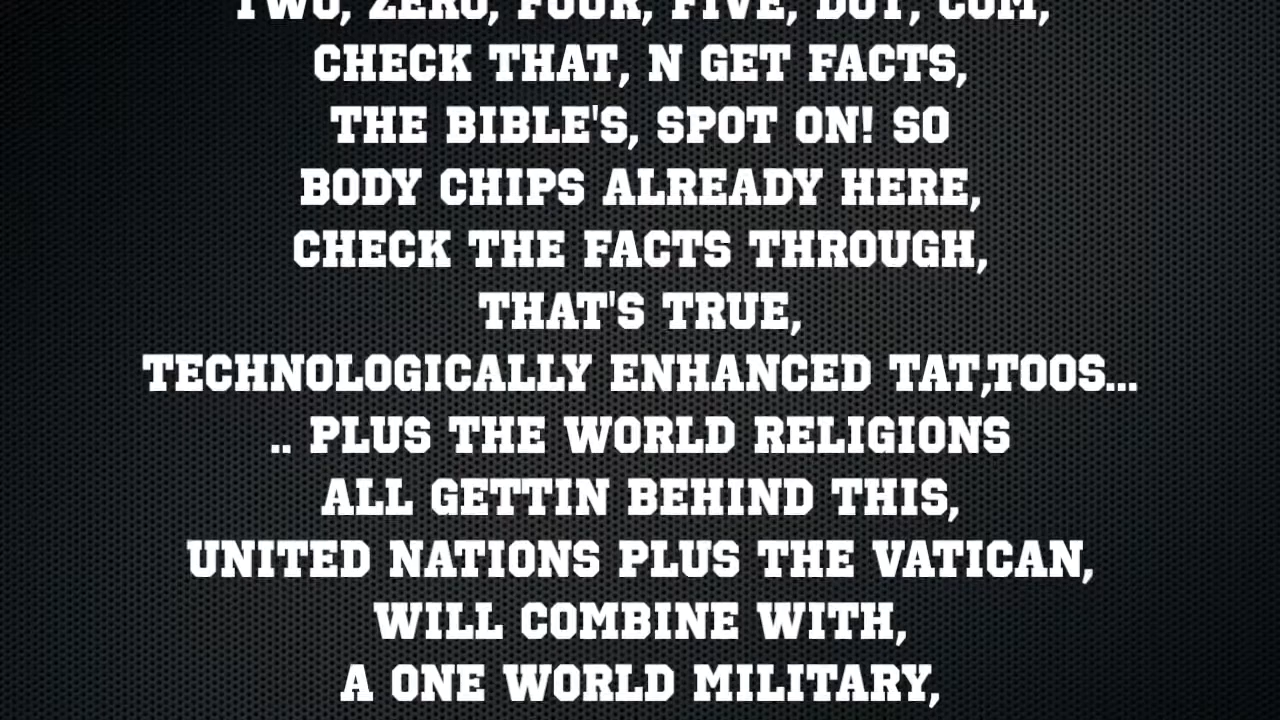 TWO, ZERO, FOUR, FIVE, DOT, COM,
CHECK THAT, N GET FACTS,
THE BIBLE'S, SPOT ON! SO
BODY CHIPS ALREADY HERE,
CHECK THE FACTS THROUGH,
THAT'S TRUE,
TECHNOLOGICALLY ENHANCED TAT,TOOS...
.. PLUS THE WORLD RELIGIONS
ALL GETTIN BEHIND THIS,
UNITED NATIONS PLUS THE VATICAN,
WILL COMBINE WITH,
A ONE WORLD MILITARY,